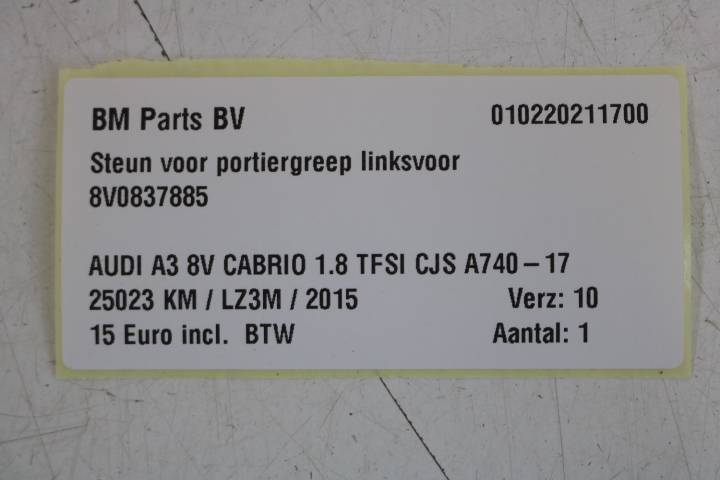 BM Parts BV 010220211700
Steun voor portiergreep linksvoor
8V0837885
AUDI A3 8V CABRIO 1.8 TFSI CJS A740-17
25023 KM / LZ3M / 2015 Verz: 10
15 Euro incl. BTW Aantal: 1